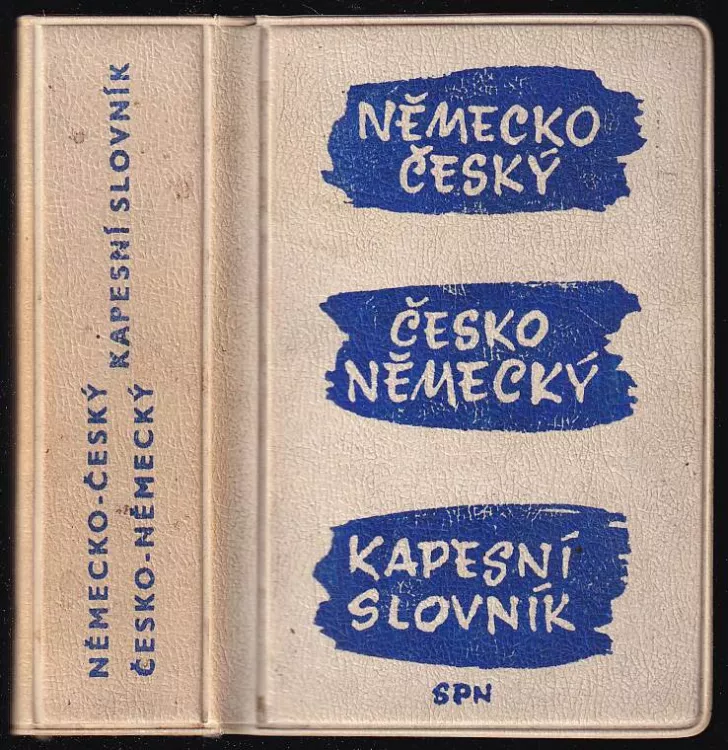 NĚMECKO-ČESKÝ
ČESKO-NĚMECKÝ
KAPESNÍ SLOVNÍK
NĚMECKO
ČESKÝ
ČESKO
NĚMECKÝ
KAPESNÍ
SLOVNÍK
SPN